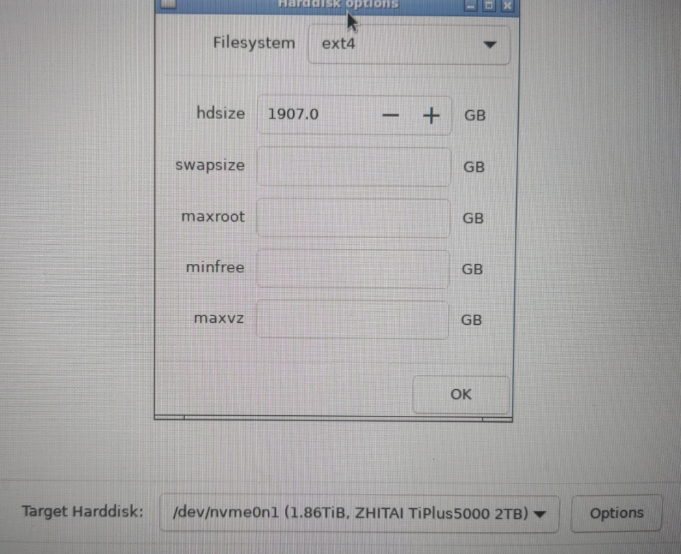 Harddisk options
Filesystem ext4
hdsize 1907.0 − + GB
swapsize GB
maxroot GB
minfree GB
maxvz GB
OK
Target Harddisk: /dev/nvme0n1 (1.86TiB, ZHITAI TiPlus5000 2TB) Options